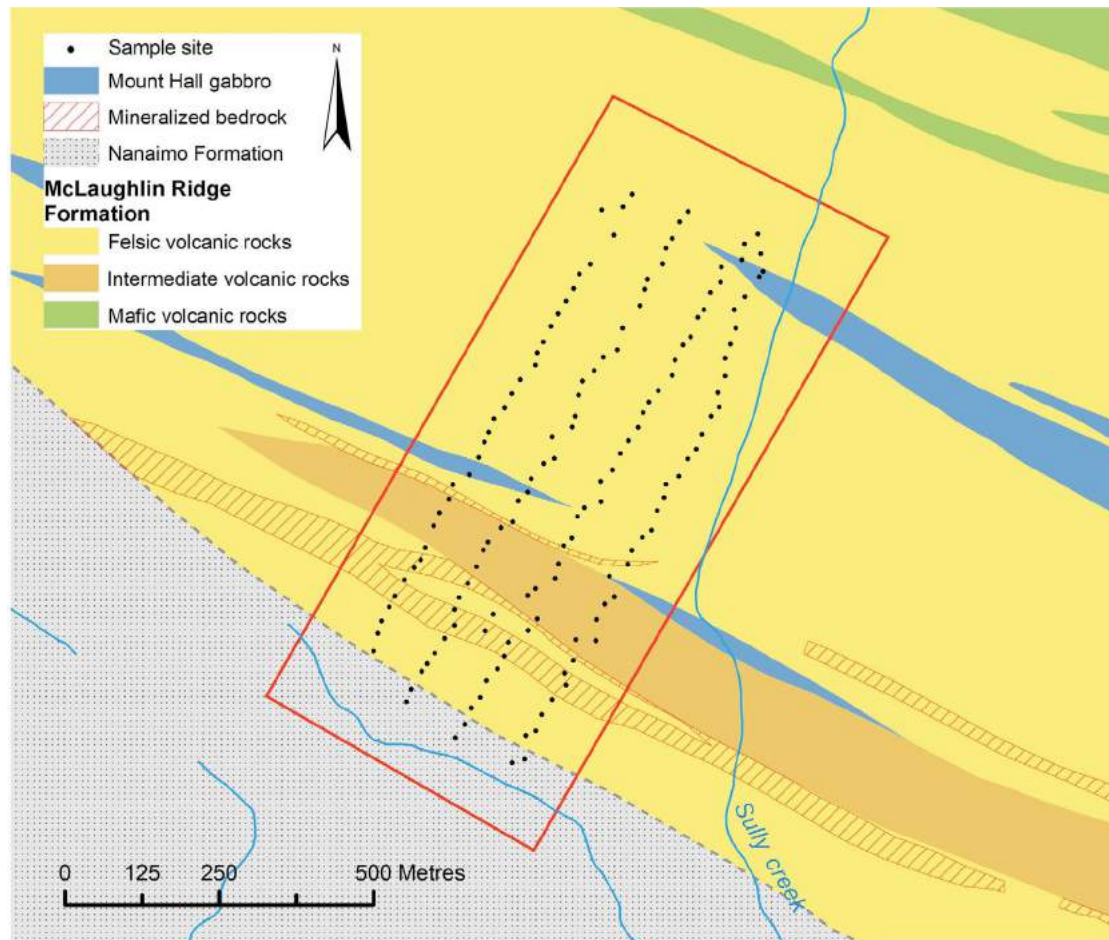 Sample site
N
Mount Hall gabbro
Mineralized bedrock
Nanaimo Formation
McLaughlin Ridge
Formation
Felsic volcanic rocks
Intermediate volcanic rocks
Mafic volcanic rocks
Sully creek
0 125 250 500 Metres